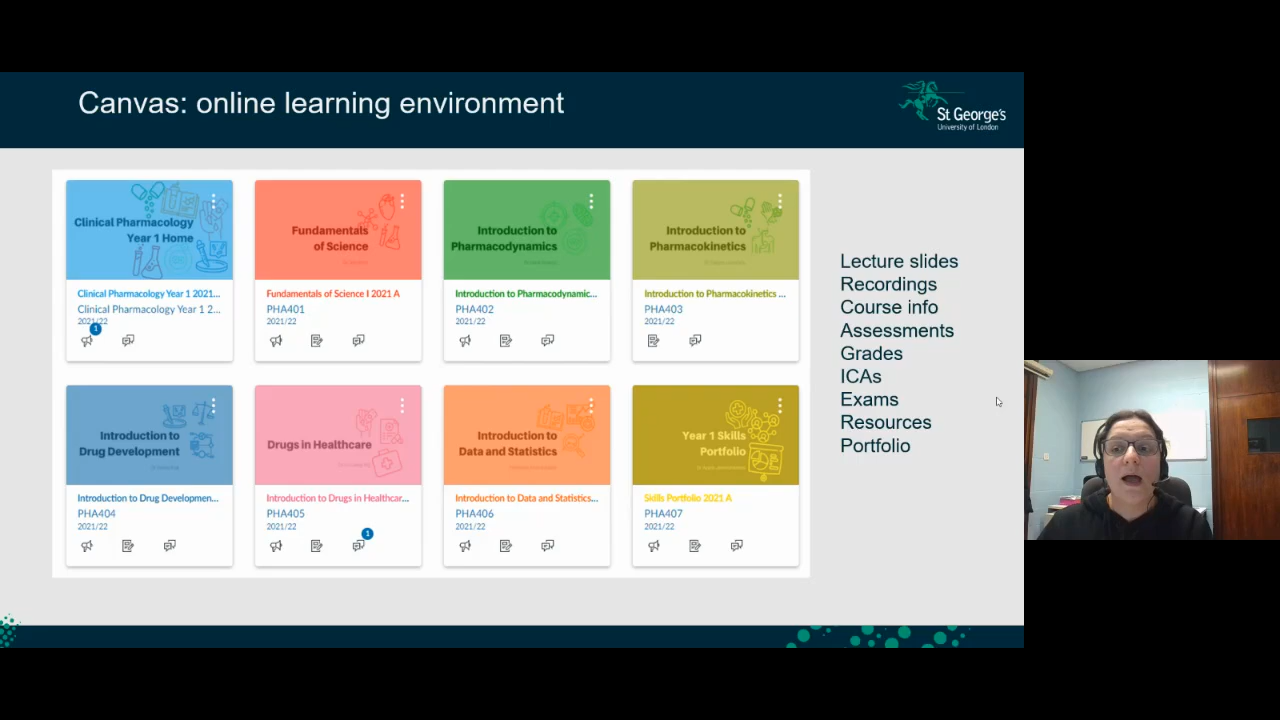 Canvas: online learning environment
St George's
University of London
Clinical Pharmacology
Year 1 Home
Clinical Pharmacology Year 1 2021...
Clinical Pharmacology Year 1 2...
2021/22
1
Fundamentals
of Science
Fundamentals of Science I 2021 A
PHA401
2021/22
Introduction to
Pharmacodynamics
Introduction to Pharmacodynamic...
PHA402
2021/22
Introduction to
Pharmacokinetics
Introduction to Pharmacokinetics ...
PHA403
2021/22
Introduction to
Drug Development
Introduction to Drug Developmen...
PHA404
2021/22
Drugs in Healthcare
Introduction to Drugs in Healthcar...
PHA405
2021/22
1
Introduction to
Data and Statistics
Introduction to Data and Statistics...
PHA406
2021/22
Year 1 Skills
Portfolio
Skills Portfolio 2021 A
PHA407
2021/22
Lecture slides
Recordings
Course info
Assessments
Grades
ICAs
Exams
Resources
Portfolio